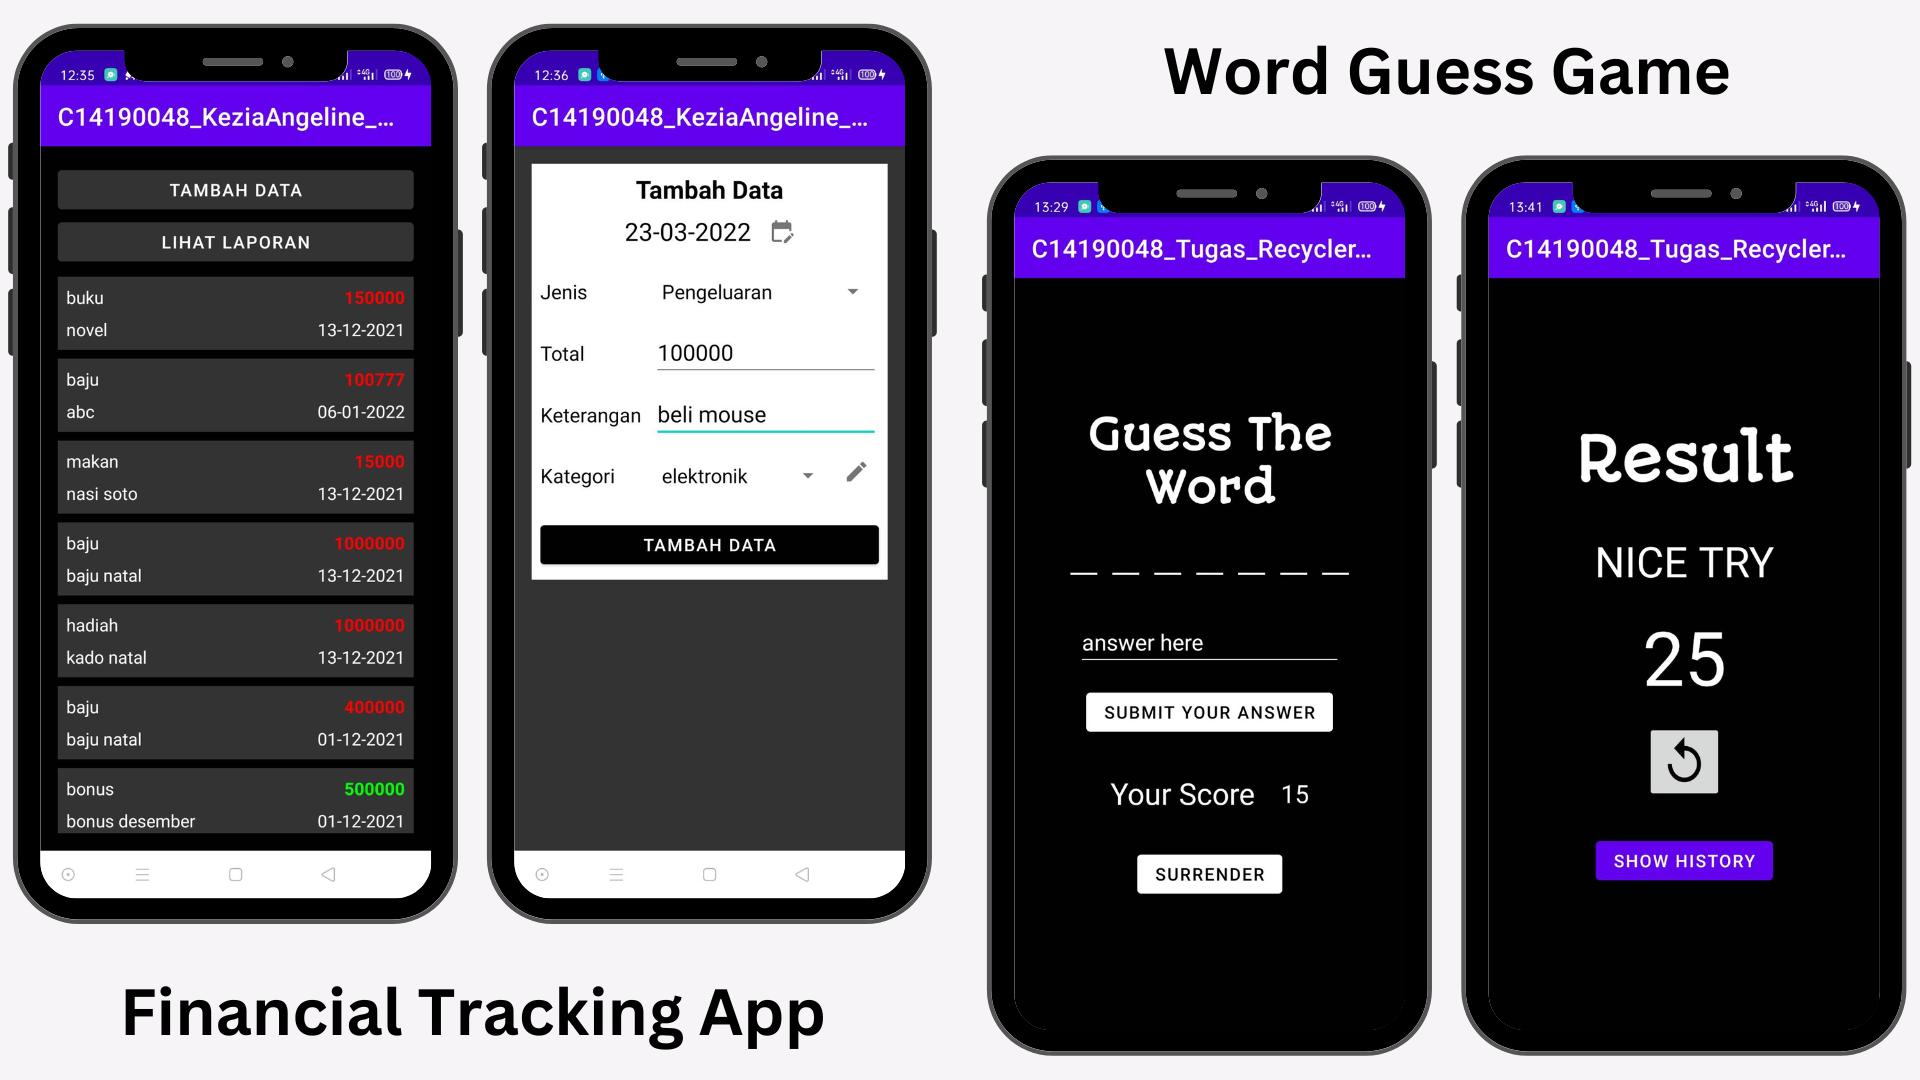 12:35
C14190048_KeziaAngeline_...
TAMBAH DATA
LIHAT LAPORAN
buku 150000
novel 13-12-2021
baju 100777
abc 06-01-2022
makan 15000
nasi soto 13-12-2021
baju 1000000
baju natal 13-12-2021
hadiah 1000000
kado natal 13-12-2021
baju 400000
baju natal 01-12-2021
bonus 500000
bonus desember 01-12-2021
12:36
C14190048_KeziaAngeline_...
Tambah Data
23-03-2022
Jenis Pengeluaran
Total 100000
Keterangan beli mouse
Kategori elektronik
TAMBAH DATA
Financial Tracking App
Word Guess Game
13:29
C14190048_Tugas_Recycler...
Guess The
Word
_ _ _ _ _ _ _
answer here
SUBMIT YOUR ANSWER
Your Score 15
SURRENDER
13:41
C14190048_Tugas_Recycler...
Result
NICE TRY
25
SHOW HISTORY